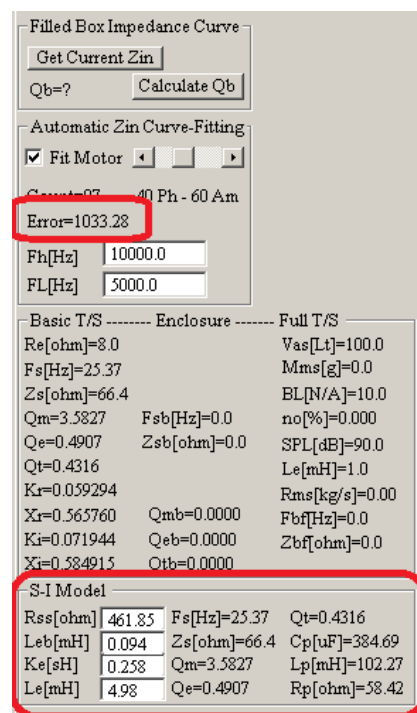 Filled Box Impedance Curve
Get Current Zin
Qb=? Calculate Qb
Automatic Zin Curve-Fitting
Fit Motor
40 Ph - 60 Am
Error=1033.28
Fh[Hz] 10000.0
FL[Hz] 5000.0
Basic T/S -------- Enclosure ------- Full T/S
Re[ohm]=8.0 Vas[Lt]=100.0
Fs[Hz]=25.37 Mms[g]=0.0
Zs[ohm]=66.4 BL[N/A]=10.0
Qm=3.5827 Fsb[Hz]=0.0 no[%]=0.000
Qe=0.4907 Zsb[ohm]=0.0 SPL[dB]=90.0
Qt=0.4316 Le[mH]=1.0
Kr=0.059294 Rms[kg/s]=0.00
Xr=0.565760 Qmb=0.0000 Fbf[Hz]=0.0
Ki=0.071944 Qeb=0.0000 Zbf[ohm]=0.0
Xi=0.584915 Qtb=0.0000
S-I Model
Rss[ohm] 461.85 Fs[Hz]=25.37 Qt=0.4316
Leb[mH] 0.094 Zs[ohm]=66.4 Cp[uF]=384.69
Ke[sH] 0.258 Qm=3.5827 Lp[mH]=102.27
Le[mH] 4.98 Qe=0.4907 Rp[ohm]=58.42